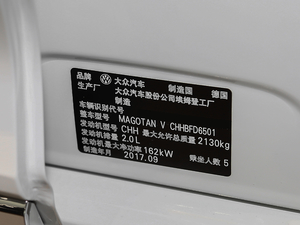 品牌 大众汽车 制造国 德国
生产厂 大众汽车股份公司埃姆登工厂
制造
车辆识别代号
整车型号 MAGOTAN V CHHBFD6501
发动机型号 CHH 最大允许总质量 2130kg
发动机排量 2.0L
发动机最大净功率 162kW
制造年月 2017.09 乘坐人数 5